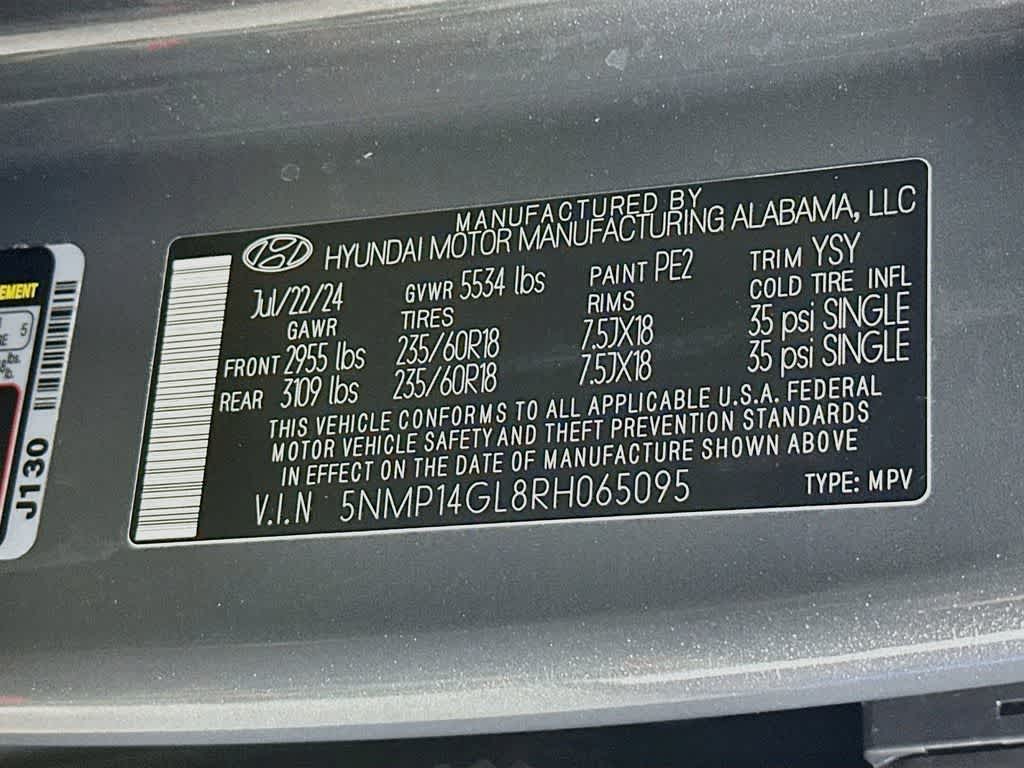 MANUFACTURED BY
HYUNDAI MOTOR MANUFACTURING ALABAMA, LLC
Jul/22/24 GVWR 5534 lbs PAINT PE2 TRIM YSY
GAWR TIRES RIMS COLD TIRE INFL
FRONT 2955 lbs 235/60R18 7.5JX18 35 psi SINGLE
REAR 3109 lbs 235/60R18 7.5JX18 35 psi SINGLE
THIS VEHICLE CONFORMS TO ALL APPLICABLE U.S.A. FEDERAL
MOTOR VEHICLE SAFETY AND THEFT PREVENTION STANDARDS
IN EFFECT ON THE DATE OF MANUFACTURE SHOWN ABOVE
V.I.N 5NMP14GL8RH065095 TYPE: MPV
5
J130